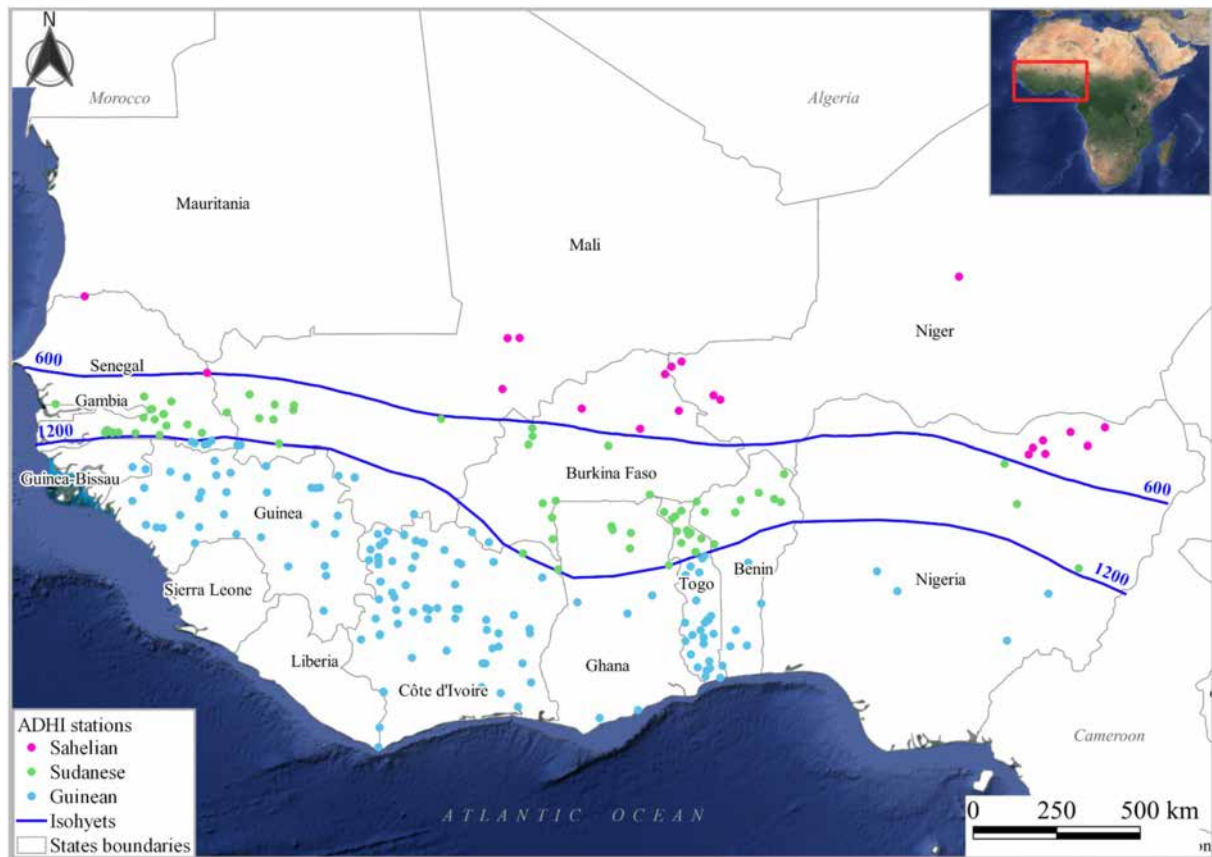 N
Morocco
Algeria
Mauritania
Mali
Niger
600
Senegal
Gambia
1200
Guinea-Bissau
Burkina Faso
600
Guinea
Sierra Leone
Togo
Benin
Nigeria
1200
Liberia
Ghana
Côte d'Ivoire
Cameroon
ADHI stations
Sahelian
Sudanese
Guinean
Isohyets
States boundaries
ATLANTIC OCEAN
0 250 500 km